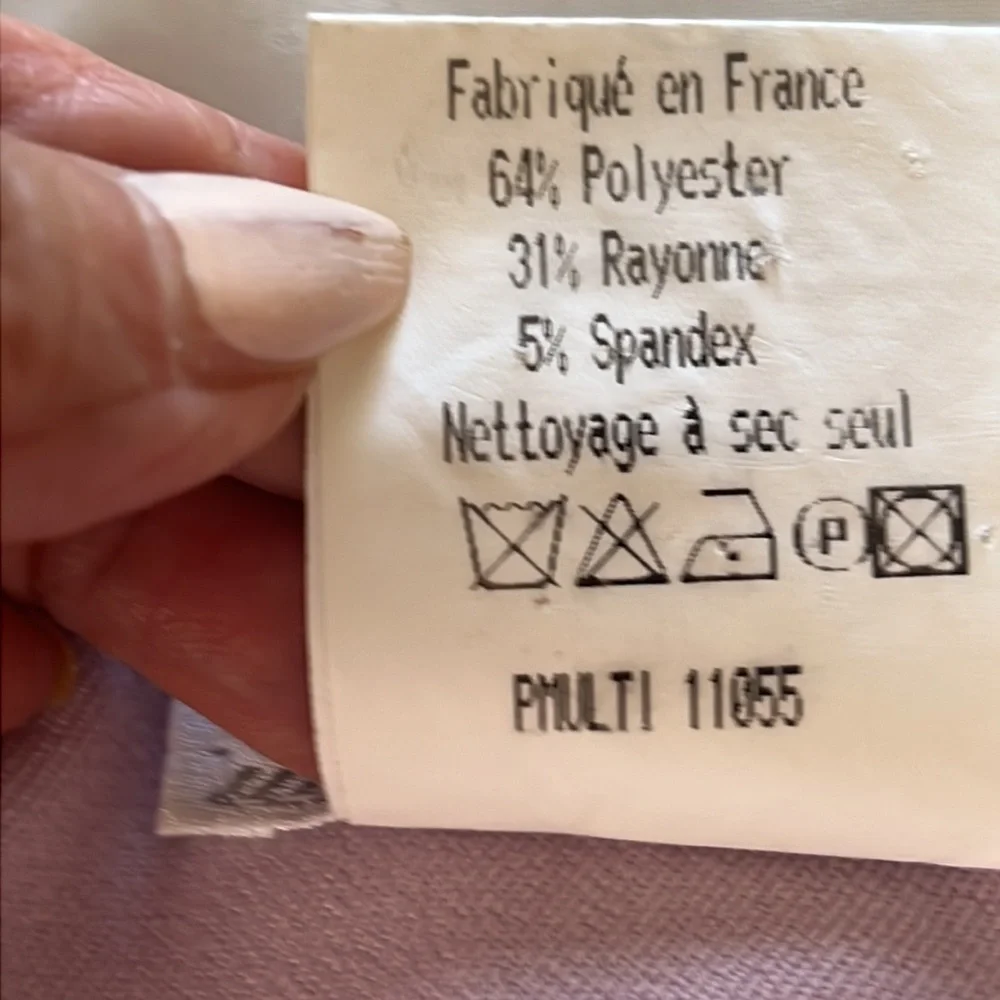 Fabriqué en France
64% Polyester
31% Rayonne
5% Spandex
Nettoyage à sec seul
P
PMULTI 11055